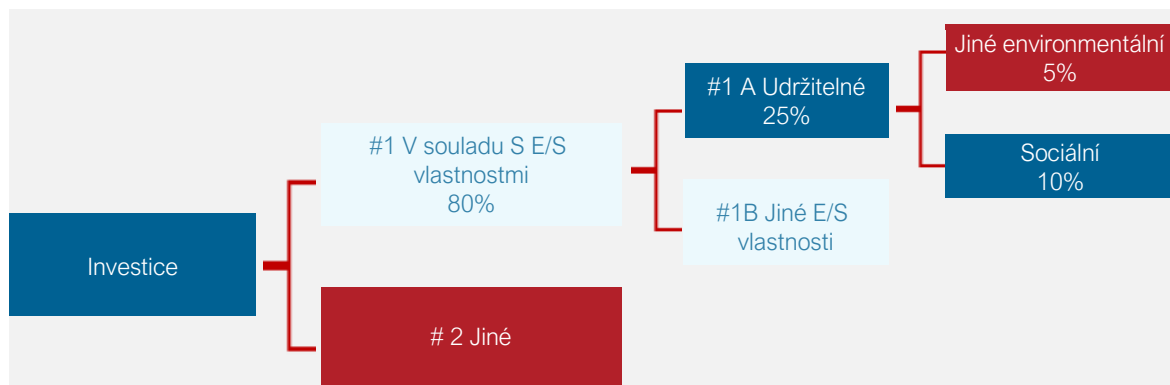 Investice
#1 V souladu S E/S
vlastnostmi
80%
# 2 Jiné
#1 A Udržitelné
25%
#1B Jiné E/S
vlastnosti
Jiné environmentální
5%
Sociální
10%